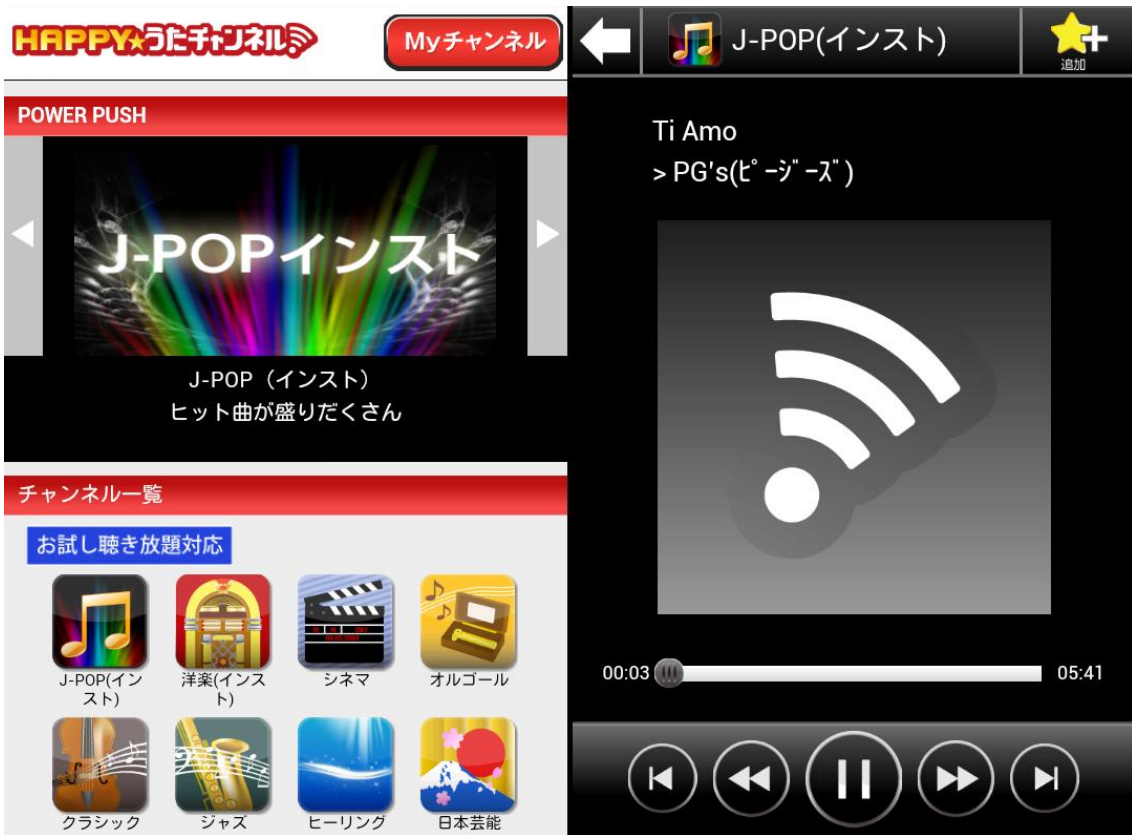 HAPPY☆うたチャンネル
Myチャンネル
POWER PUSH
J-POPインスト
J-POP（インスト）
ヒット曲が盛りだくさん
チャンネル一覧
お試し聴き放題対応
J-POP(イン
スト)
洋楽(インス
ト)
シネマ
オルゴール
クラシック
ジャズ
ヒーリング
日本芸能
J-POP(インスト)
追加
Ti Amo
> PG's(ﾋﾟｰｼﾞｰｽﾞ)
00:03
05:41